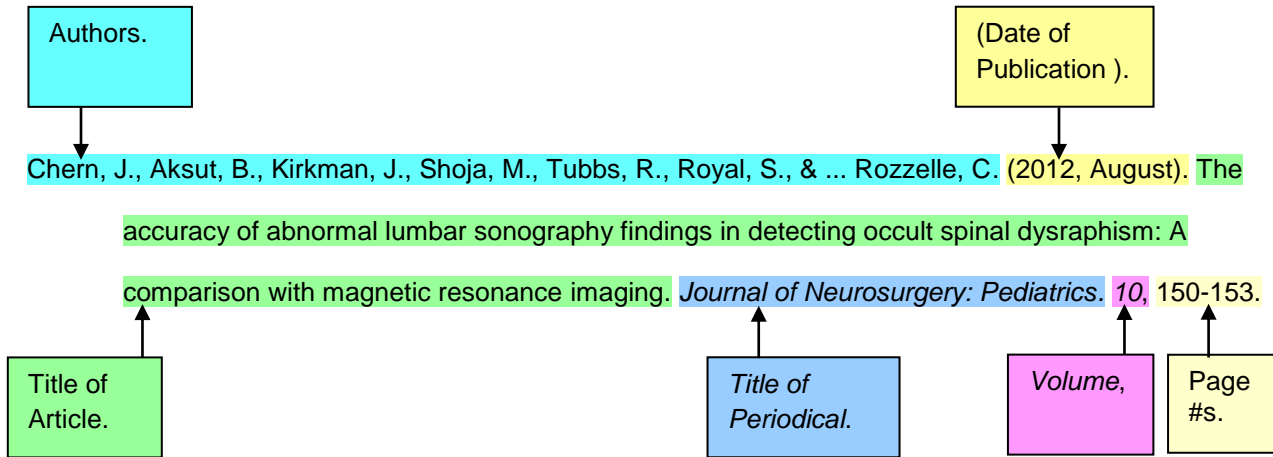 Authors.
(Date of
Publication ).
Chern, J., Aksut, B., Kirkman, J., Shoja, M., Tubbs, R., Royal, S., & ... Rozzelle, C. (2012, August). The
accuracy of abnormal lumbar sonography findings in detecting occult spinal dysraphism: A
comparison with magnetic resonance imaging. Journal of Neurosurgery: Pediatrics. 10, 150-153.
Title of
Article.
Title of
Periodical.
Volume,
Page
#s.